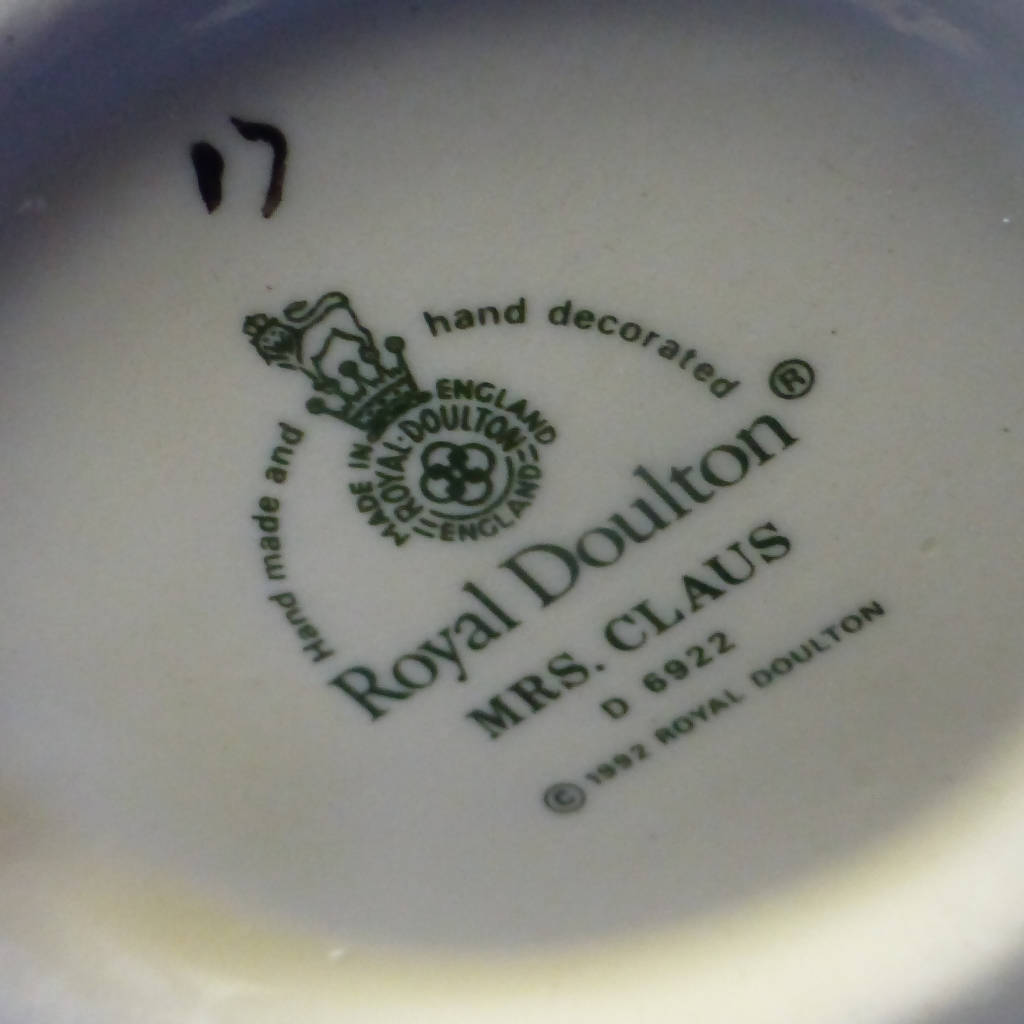 17
Hand made and hand decorated
MADE IN ENGLAND
ROYAL·DOULTON
ENGLAND
Royal Doulton®
MRS. CLAUS
D 6922
© 1992 ROYAL DOULTON